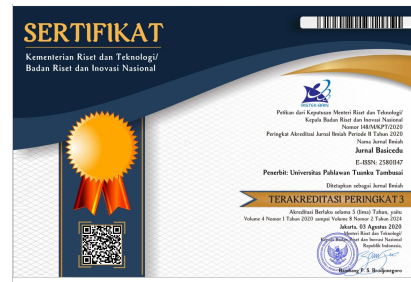 SERTIFIKAT
Kementerian Riset dan Teknologi/
Badan Riset dan Inovasi Nasional
RISTEK-BRIN
Petikan dari Keputusan Menteri Riset dan Teknologi/
Kepala Badan Riset dan Inovasi Nasional
Nomor 148/M/KPT/2020
Peringkat Akreditasi Jurnal Ilmiah Periode II Tahun 2020
Nama Jurnal Ilmiah
Jurnal Basicedu
E-ISSN: 25801147
Penerbit: Universitas Pahlawan Tuanku Tambusai
Ditetapkan sebagai Jurnal Ilmiah
TERAKREDITASI PERINGKAT 3
Akreditasi Berlaku selama 5 (lima) Tahun, yaitu
Volume 4 Nomor 1 Tahun 2020 sampai Volume 8 Nomor 2 Tahun 2024
Jakarta, 03 Agustus 2020
Menteri Riset dan Teknologi/
Kepala Badan Riset dan Inovasi Nasional
Republik Indonesia,
Bambang P. S. Brodjonegoro